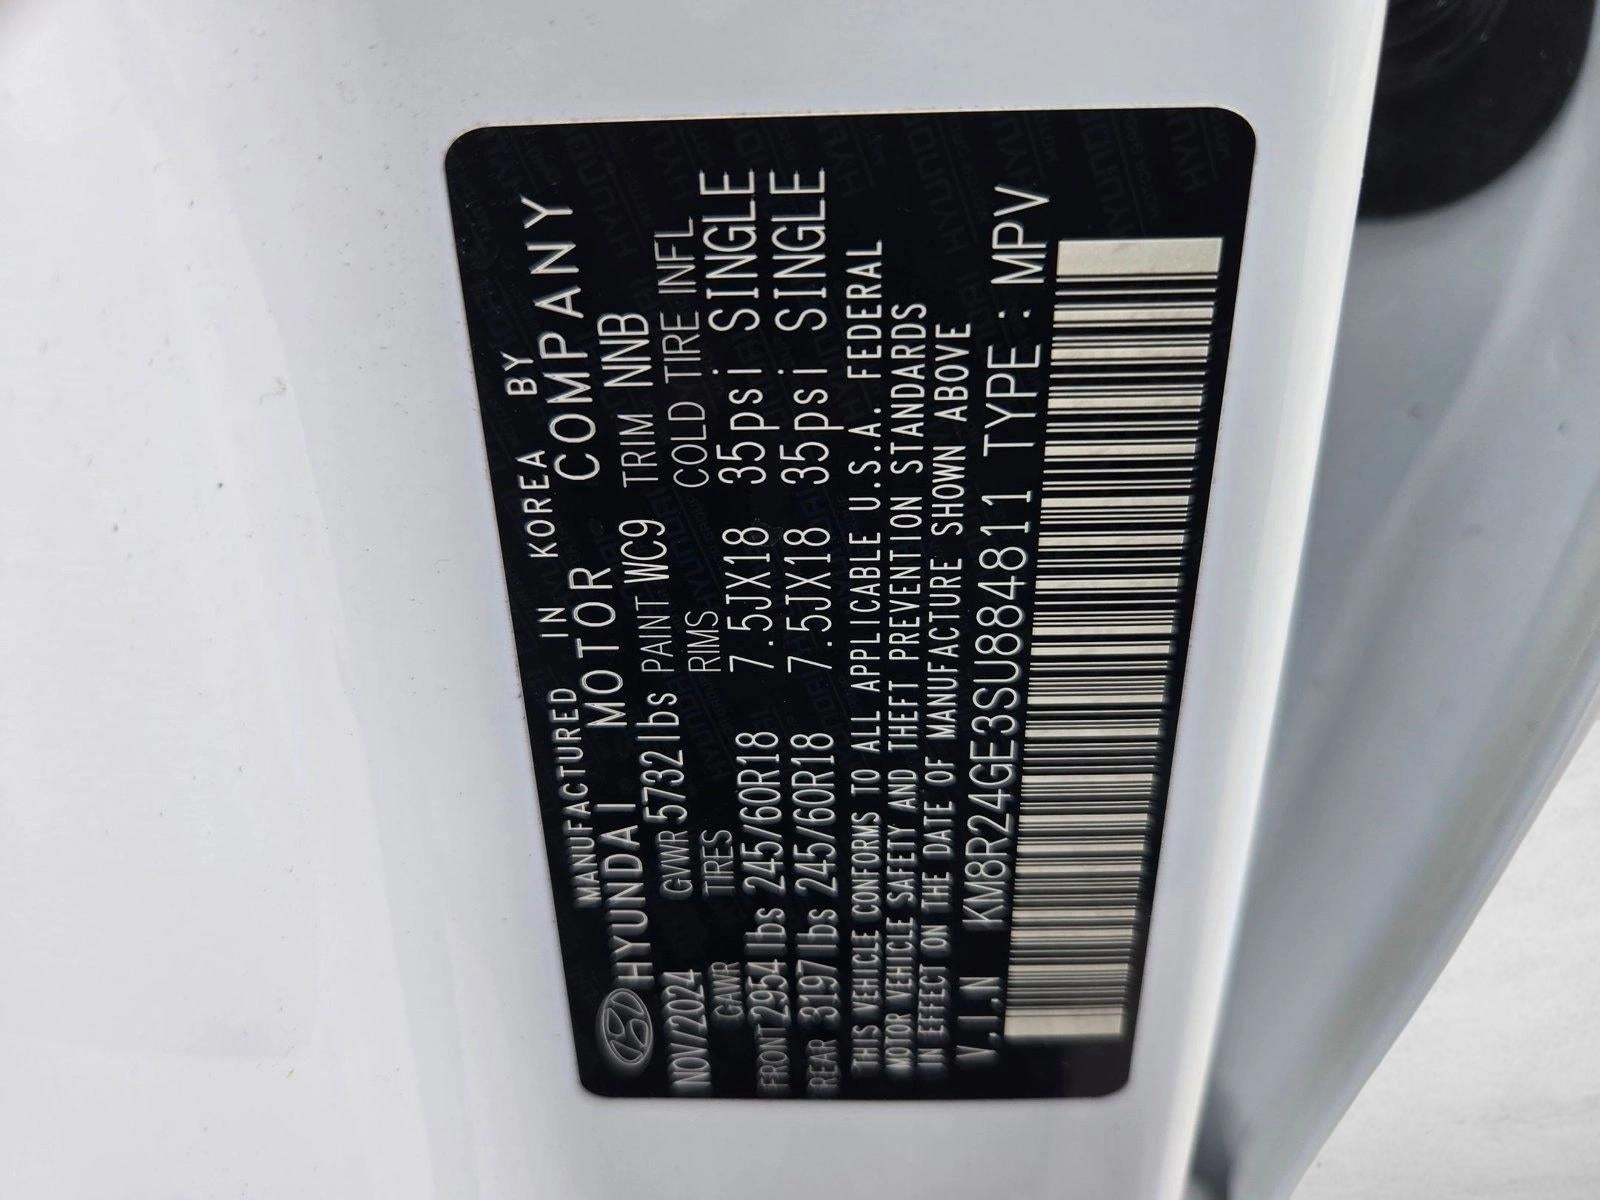 MANUFACTURED IN KOREA BY
HYUNDAI MOTOR COMPANY
NOV/2024 GVWR 5732lbs PAINT WC9 TRIM NNB
GAWR TIRES RIMS COLD TIRE INFL
FRONT 2954lbs 245/60R18 7.5JX18 35psi SINGLE
REAR 3197lbs 245/60R18 7.5JX18 35psi SINGLE
THIS VEHICLE CONFORMS TO ALL APPLICABLE U.S.A. FEDERAL
MOTOR VEHICLE SAFETY AND THEFT PREVENTION STANDARDS
IN EFFECT ON THE DATE OF MANUFACTURE SHOWN ABOVE
V.I.N KM8R24GE3SU884811 TYPE : MPV